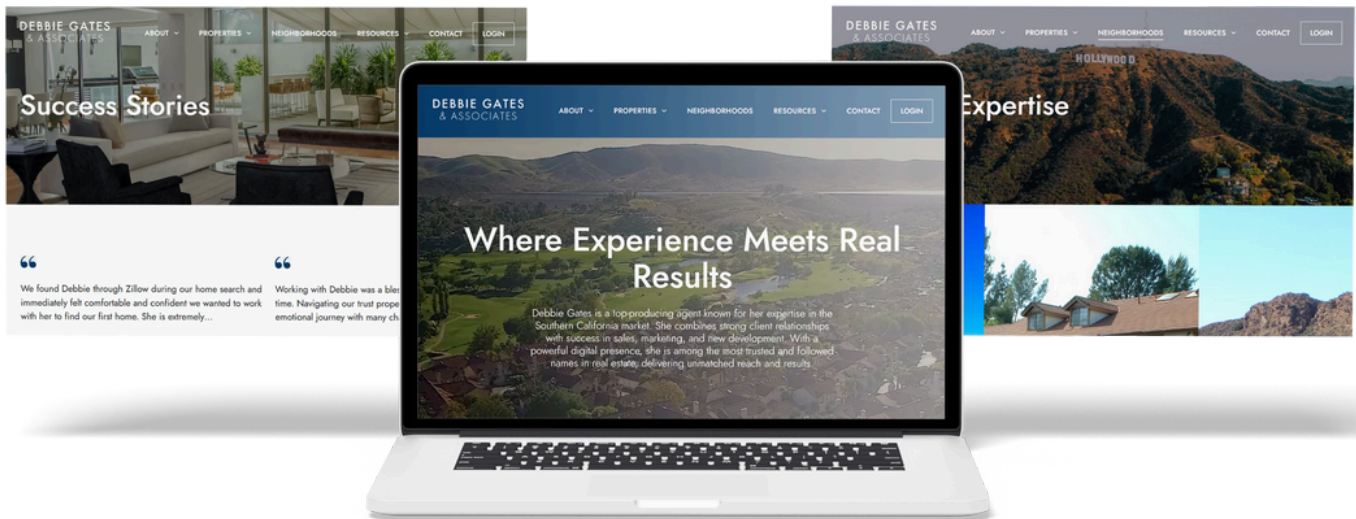 DEBBIE GATES
& ASSOCIATES
ABOUT
PROPERTIES
NEIGHBORHOODS
RESOURCES
CONTACT
LOGIN
Success Stories
We found Debbie through Zillow during our home search and
immediately felt comfortable and confident we wanted to work
with her to find our first home. She is extremely…
Working with Debbie was a
time. Navigating our trust
emotional journey with many
DEBBIE GATES
& ASSOCIATES
ABOUT
PROPERTIES
NEIGHBORHOODS
RESOURCES
CONTACT
LOGIN
Where Experience Meets Real
Results
Debbie Gates is a top-producing agent known for her expertise in the
Southern California market. She combines strong client relationships
with success in sales, marketing, and new development. With a
powerful digital presence, she is among the most trusted and followed
names in real estate, delivering unmatched reach and results.
DEBBIE GATES
& ASSOCIATES
ABOUT
PROPERTIES
NEIGHBORHOODS
RESOURCES
CONTACT
LOGIN
HOLLYWOOD
Expertise